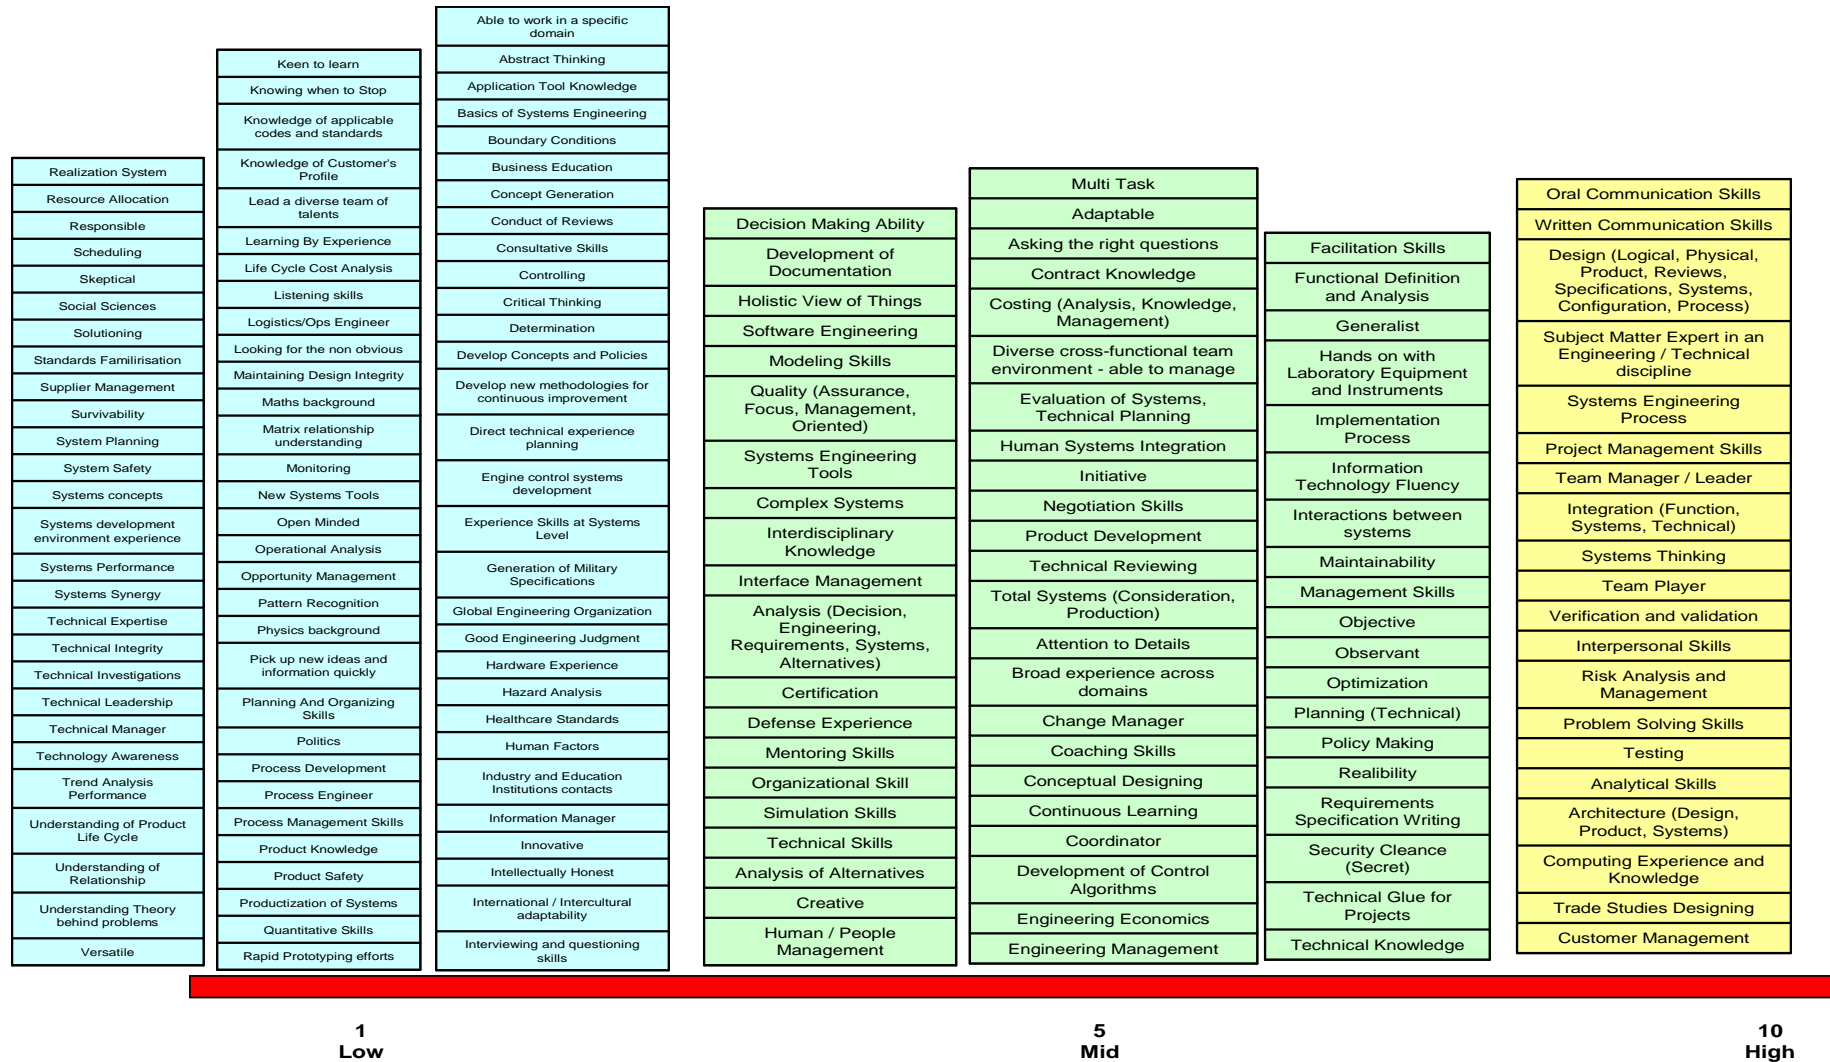 Realization System
Resource Allocation
Responsible
Scheduling
Skeptical
Social Sciences
Solutioning
Standards Familirisation
Supplier Management
Survivability
System Planning
System Safety
Systems concepts
Systems development
environment experience
Systems Performance
Systems Synergy
Technical Expertise
Technical Integrity
Technical Investigations
Technical Leadership
Technical Manager
Technology Awareness
Trend Analysis
Performance
Understanding of Product
Life Cycle
Understanding of
Relationship
Understanding Theory
behind problems
Versatile
Keen to learn
Knowing when to Stop
Knowledge of applicable
codes and standards
Knowledge of Customer's
Profile
Lead a diverse team of
talents
Learning By Experience
Life Cycle Cost Analysis
Listening skills
Logistics/Ops Engineer
Looking for the non obvious
Maintaining Design Integrity
Maths background
Matrix relationship
understanding
Monitoring
New Systems Tools
Open Minded
Operational Analysis
Opportunity Management
Pattern Recognition
Physics background
Pick up new ideas and
information quickly
Planning And Organizing
Skills
Politics
Process Development
Process Engineer
Process Management Skills
Product Knowledge
Product Safety
Productization of Systems
Quantitative Skills
Rapid Prototyping efforts
Able to work in a specific
domain
Abstract Thinking
Application Tool Knowledge
Basics of Systems Engineering
Boundary Conditions
Business Education
Concept Generation
Conduct of Reviews
Consultative Skills
Controlling
Critical Thinking
Determination
Develop Concepts and Policies
Develop new methodologies for
continuous improvement
Direct technical experience
planning
Engine control systems
development
Experience Skills at Systems
Level
Generation of Military
Specifications
Global Engineering Organization
Good Engineering Judgment
Hardware Experience
Hazard Analysis
Healthcare Standards
Human Factors
Industry and Education
Institutions contacts
Information Manager
Innovative
Intellectually Honest
International / Intercultural
adaptability
Interviewing and questioning
skills
Decision Making Ability
Development of
Documentation
Holistic View of Things
Software Engineering
Modeling Skills
Quality (Assurance,
Focus, Management,
Oriented)
Systems Engineering
Tools
Complex Systems
Interdisciplinary
Knowledge
Interface Management
Analysis (Decision,
Engineering,
Requirements, Systems,
Alternatives)
Certification
Defense Experience
Mentoring Skills
Organizational Skill
Simulation Skills
Technical Skills
Analysis of Alternatives
Creative
Human / People
Management
Multi Task
Adaptable
Asking the right questions
Contract Knowledge
Costing (Analysis, Knowledge,
Management)
Diverse cross-functional team
environment - able to manage
Evaluation of Systems,
Technical Planning
Human Systems Integration
Initiative
Negotiation Skills
Product Development
Technical Reviewing
Total Systems (Consideration,
Production)
Attention to Details
Broad experience across
domains
Change Manager
Coaching Skills
Conceptual Designing
Continuous Learning
Coordinator
Development of Control
Algorithms
Engineering Economics
Engineering Management
Facilitation Skills
Functional Definition
and Analysis
Generalist
Hands on with
Laboratory Equipment
and Instruments
Implementation
Process
Information
Technology Fluency
Interactions between
systems
Maintainability
Management Skills
Objective
Observant
Optimization
Planning (Technical)
Policy Making
Realibility
Requirements
Specification Writing
Security Cleance
(Secret)
Technical Glue for
Projects
Technical Knowledge
Oral Communication Skills
Written Communication Skills
Design (Logical, Physical,
Product, Reviews,
Specifications, Systems,
Configuration, Process)
Subject Matter Expert in an
Engineering / Technical
discipline
Systems Engineering
Process
Project Management Skills
Team Manager / Leader
Integration (Function,
Systems, Technical)
Systems Thinking
Team Player
Verification and validation
Interpersonal Skills
Risk Analysis and
Management
Problem Solving Skills
Testing
Analytical Skills
Architecture (Design,
Product, Systems)
Computing Experience and
Knowledge
Trade Studies Designing
Customer Management
1
Low
5
Mid
10
High